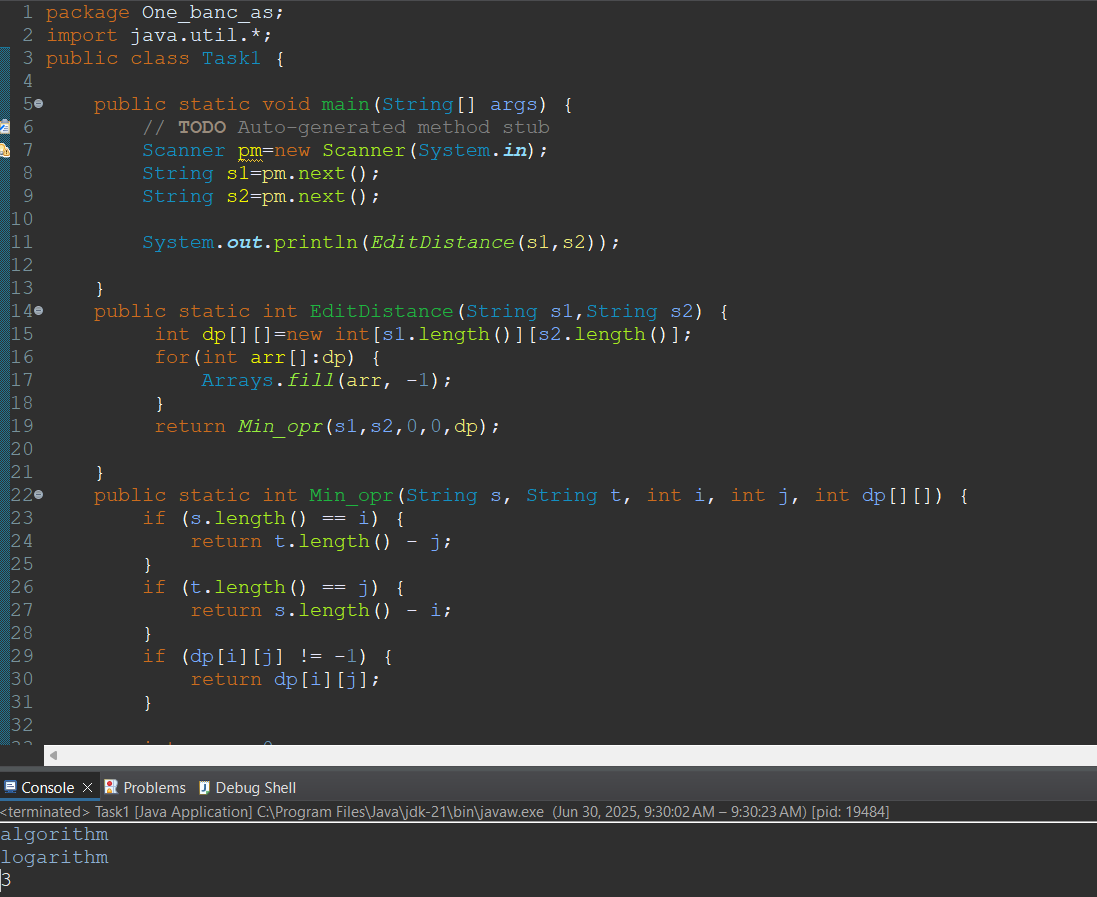 1 package One_banc_as;
2 import java.util.*;
3 public class Task1 {
4
5 public static void main(String[] args) {
6 // TODO Auto-generated method stub
7 Scanner pm=new Scanner(System.in);
8 String s1=pm.next();
9 String s2=pm.next();
10
11 System.out.println(EditDistance(s1,s2));
12
13 }
14 public static int EditDistance(String s1,String s2) {
15 int dp[][]=new int[s1.length()][s2.length()];
16 for(int arr[]:dp) {
17 Arrays.fill(arr, -1);
18 }
19 return Min_opr(s1,s2,0,0,dp);
20
21 }
22 public static int Min_opr(String s, String t, int i, int j, int dp[][]) {
23 if (s.length() == i) {
24 return t.length() - j;
25 }
26 if (t.length() == j) {
27 return s.length() - i;
28 }
29 if (dp[i][j] != -1) {
30 return dp[i][j];
31 }
32
Console Problems Debug Shell
<terminated> Task1 [Java Application] C:\Program Files\Java\jdk-21\bin\javaw.exe (Jun 30, 2025, 9:30:02 AM – 9:30:23 AM) [pid: 19484]
algorithm
logarithm
3